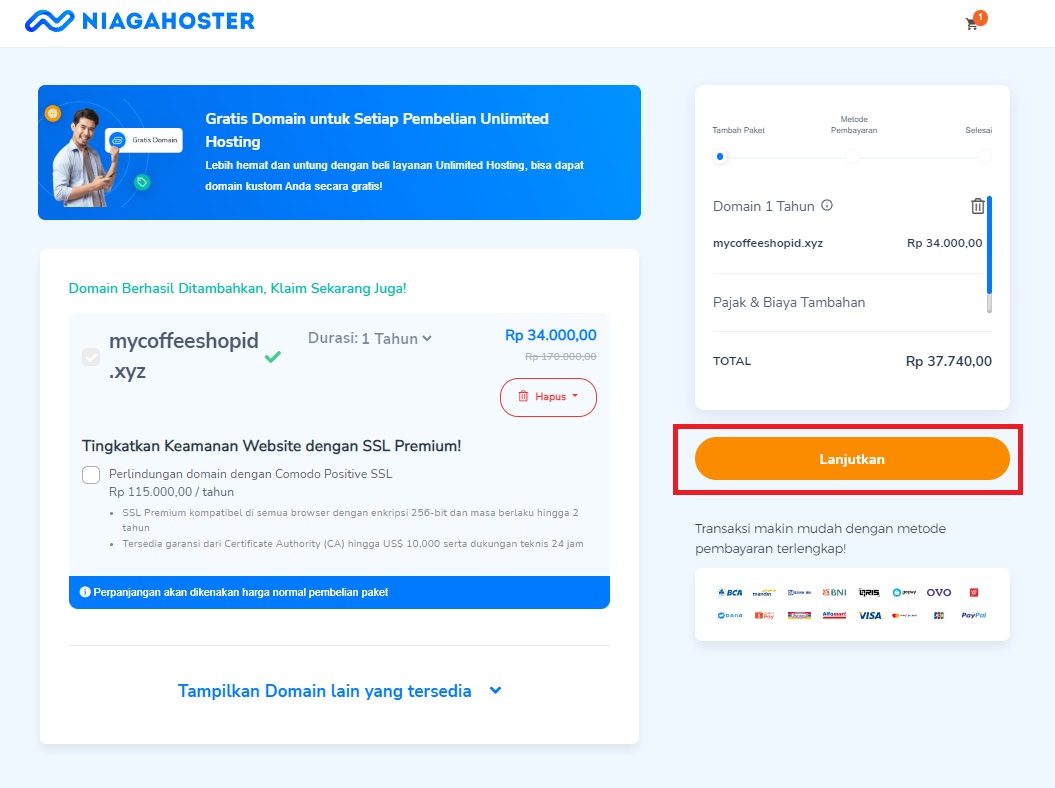 NIAGAHOSTER
1
Gratis Domain untuk Setiap Pembelian Unlimited
Hosting
Lebih hemat dan untung dengan beli layanan Unlimited Hosting, bisa dapat
domain kustom Anda secara gratis!
Gratis Domain
Domain Berhasil Ditambahkan, Klaim Sekarang Juga!
mycoffeeshopid
.xyz
Durasi: 1 Tahun
Rp 34.000,00
Rp 170.000,00
Hapus
Tingkatkan Keamanan Website dengan SSL Premium!
Perlindungan domain dengan Comodo Positive SSL
Rp 115.000,00 / tahun
• SSL Premium kompatibel di semua browser dengan enkripsi 256-bit dan masa berlaku hingga 2
tahun
• Tersedia garansi dari Certificate Authority (CA) hingga US$ 10,000 serta dukungan teknis 24 jam
Perpanjangan akan dikenakan harga normal pembelian paket
Tampilkan Domain lain yang tersedia
Tambah Paket
Metode
Pembayaran
Selesai
Domain 1 Tahun
mycoffeeshopid.xyz Rp 34.000,00
Pajak & Biaya Tambahan
TOTAL Rp 37.740,00
Lanjutkan
Transaksi makin mudah dengan metode
pembayaran terlengkap!
BCA mandiri BNI QRIS gopay OVO
DANA Pay Alfamart VISA JCB PayPal